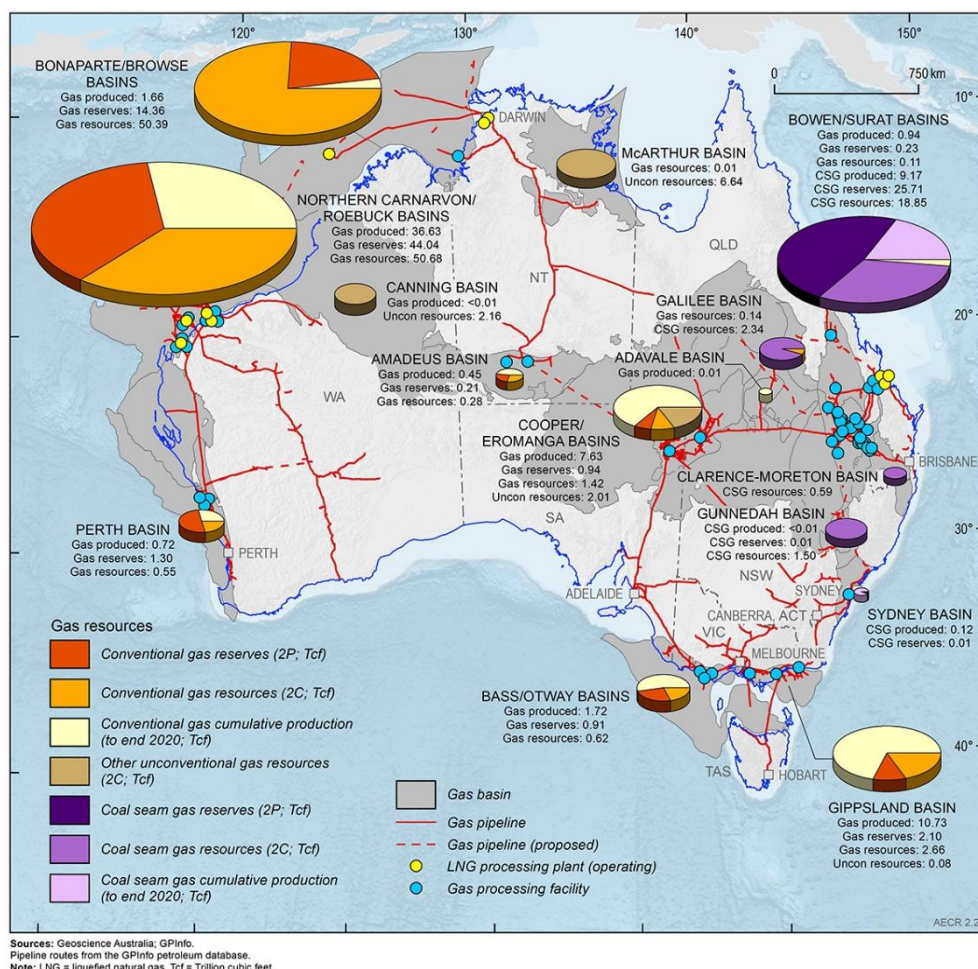 120°
130°
140°
150°
BONAPARTE/BROWSE
BASINS
Gas produced: 1.66
Gas reserves: 14.36
Gas resources: 50.39
0
750 km
10°
DARWIN
BOWEN/SURAT BASINS
Gas produced: 0.94
Gas reserves: 0.23
Gas resources: 0.11
CSG produced: 9.17
CSG reserves: 25.71
CSG resources: 18.85
McARTHUR BASIN
Gas resources: 0.01
Uncon resources: 6.64
NORTHERN CARNARVON/
ROEBUCK BASINS
Gas produced: 36.63
Gas reserves: 44.04
Gas resources: 50.68
QLD
NT
CANNING BASIN
Gas produced: <0.01
Uncon resources: 2.16
GALILEE BASIN
Gas resources: 0.14
CSG resources: 2.34
20°
AMADEUS BASIN
Gas produced: 0.45
Gas reserves: 0.21
Gas resources: 0.28
ADAVALE BASIN
Gas produced: 0.01
WA
COOPER/
EROMANGA BASINS
Gas produced: 7.63
Gas reserves: 0.94
Gas resources: 1.42
Uncon resources: 2.01
BRISBANE
CLARENCE-MORETON BASIN
CSG resources: 0.59
SA
GUNNEDAH BASIN
CSG produced: <0.01
CSG reserves: 0.01
CSG resources: 1.50
30°
PERTH BASIN
Gas produced: 0.72
Gas reserves: 1.30
Gas resources: 0.55
PERTH
NSW
ADELAIDE
SYDNEY
CANBERRA, ACT
SYDNEY BASIN
CSG produced: 0.12
CSG reserves: 0.01
VIC
MELBOURNE
BASS/OTWAY BASINS
Gas produced: 1.72
Gas reserves: 0.91
Gas resources: 0.62
40°
TAS
HOBART
GIPPSLAND BASIN
Gas produced: 10.73
Gas reserves: 2.10
Gas resources: 2.66
Uncon resources: 0.08
Gas resources
Conventional gas reserves (2P; Tcf)
Conventional gas resources (2C; Tcf)
Conventional gas cumulative production
(to end 2020; Tcf)
Other unconventional gas resources
(2C; Tcf)
Coal seam gas reserves (2P; Tcf)
Coal seam gas resources (2C; Tcf)
Coal seam gas cumulative production
(to end 2020; Tcf)
Gas basin
Gas pipeline
Gas pipeline (proposed)
LNG processing plant (operating)
Gas processing facility
AECR 2.2
Sources: Geoscience Australia; GPInfo.
Pipeline routes from the GPInfo petroleum database.
Note: LNG = liquefied natural gas, Tcf = Trillion cubic feet